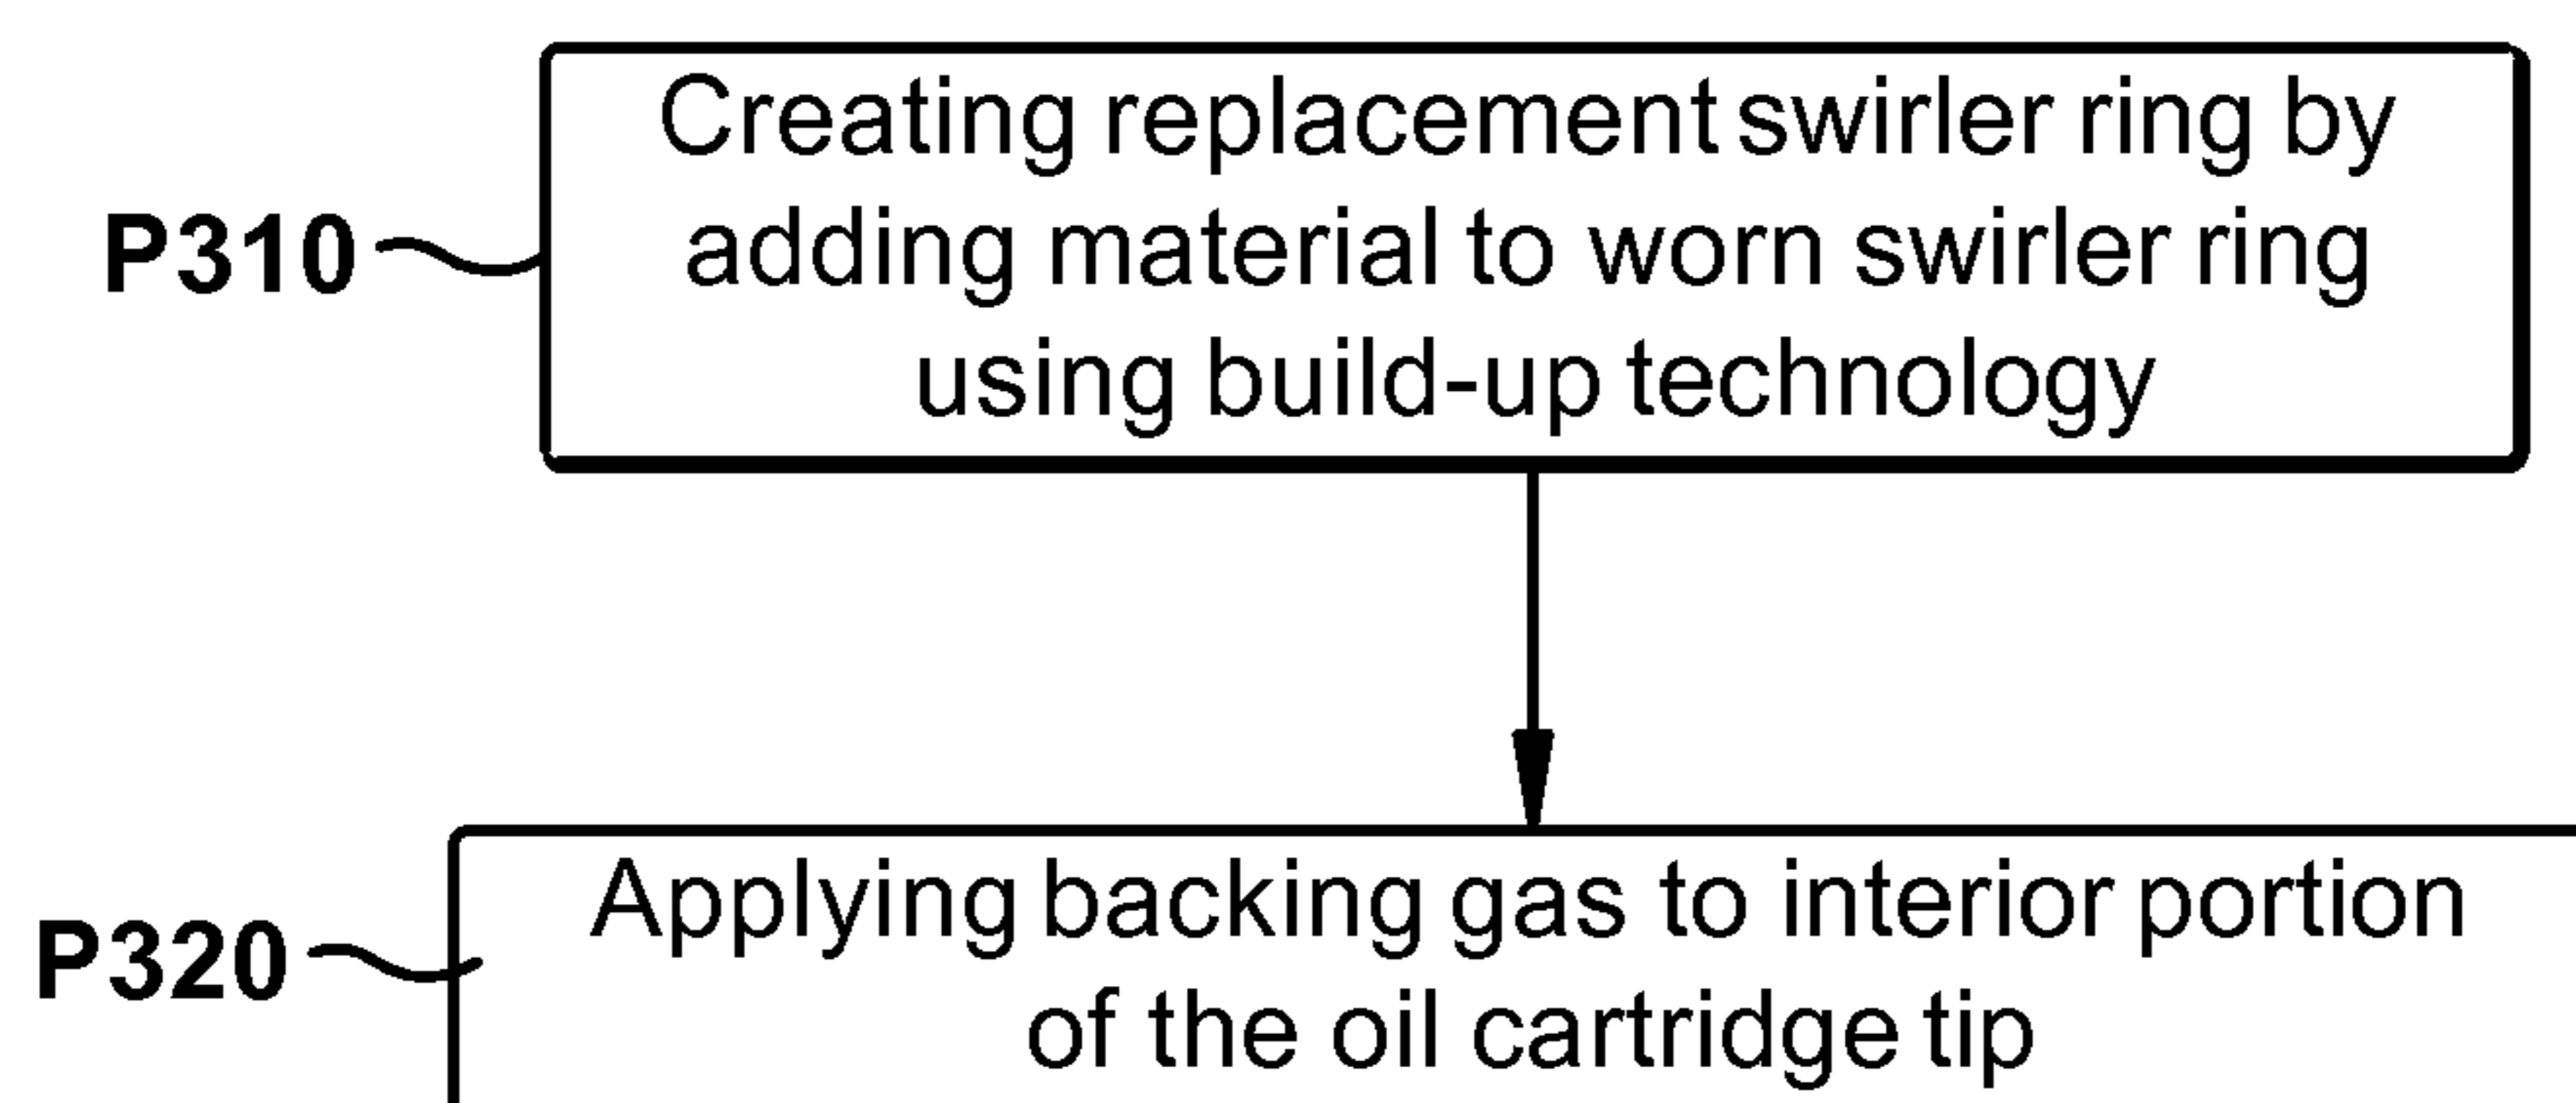 Creating replacement swirler ring by
adding material to worn swirler ring
using build-up technology
P310
Applying backing gas to interior portion
of the oil cartridge tip
P320